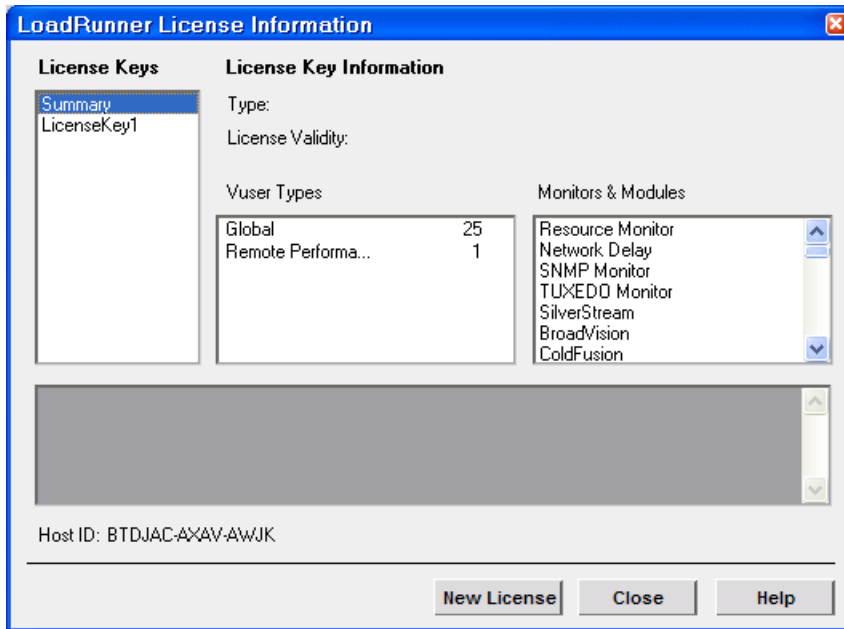 LoadRunner License Information
License Keys
License Key Information
Summary
LicenseKey1
Type:
License Validity:
Vuser Types
Monitors & Modules
Global 25
Remote Performa... 1
Resource Monitor
Network Delay
SNMP Monitor
TUXEDO Monitor
SilverStream
BroadVision
ColdFusion
Host ID: BTDJAC-AXAV-AWJK
New License
Close
Help